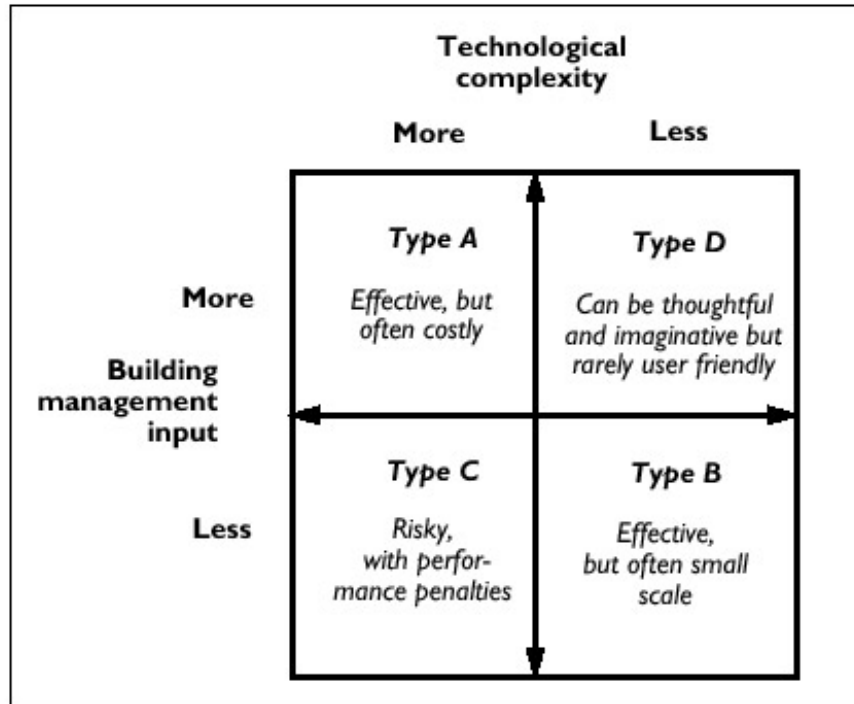 Technological
complexity
More
Less
Type A
Type D
More
Effective, but
often costly
Can be thoughtful
and imaginative but
rarely user friendly
Building
management
input
Type C
Type B
Less
Risky,
with perfor-
mance penalties
Effective,
but often small
scale